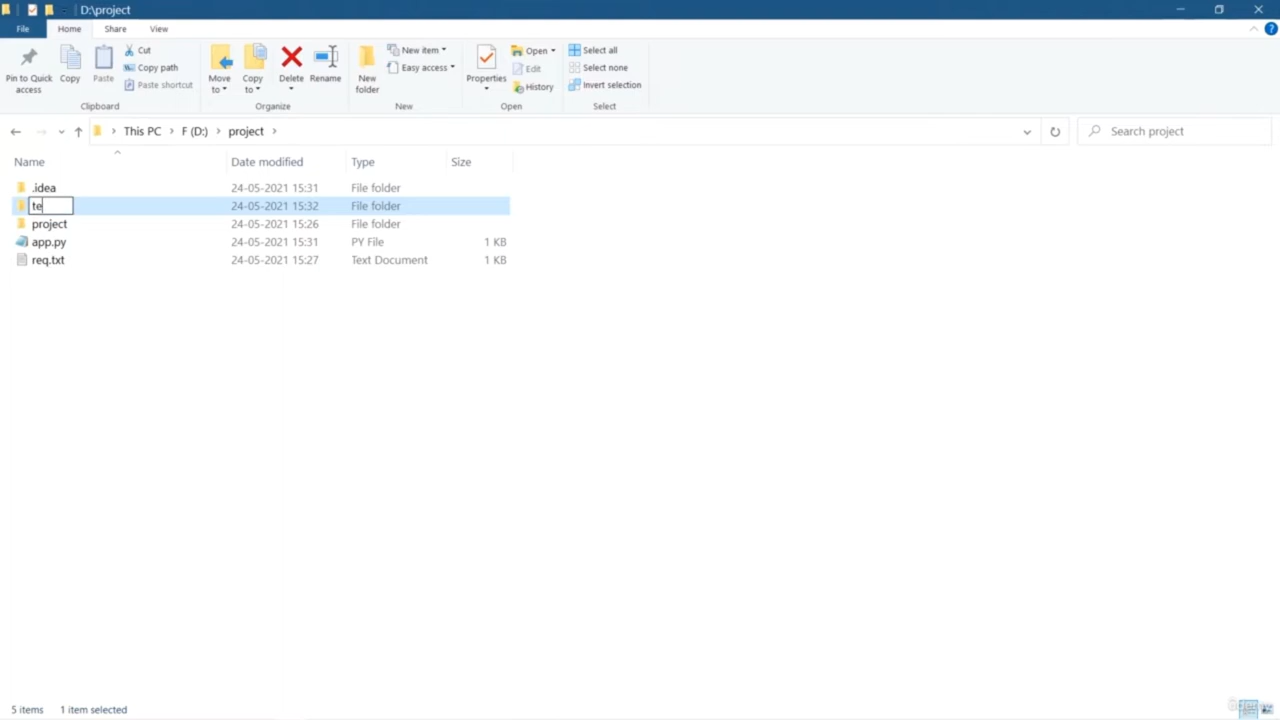 D:\project
File Home Share View
Pin to Quick access
Copy
Paste
Cut
Copy path
Paste shortcut
Clipboard
Move to
Copy to
Delete
Rename
Organize
New folder
New item
Easy access
New
Properties
Open
Edit
History
Open
Select all
Select none
Invert selection
Select
This PC > F (D:) > project >
Search project
Name Date modified Type Size
.idea 24-05-2021 15:31 File folder
te 24-05-2021 15:32 File folder
project 24-05-2021 15:26 File folder
app.py 24-05-2021 15:31 PY File 1 KB
req.txt 24-05-2021 15:27 Text Document 1 KB
5 items 1 item selected